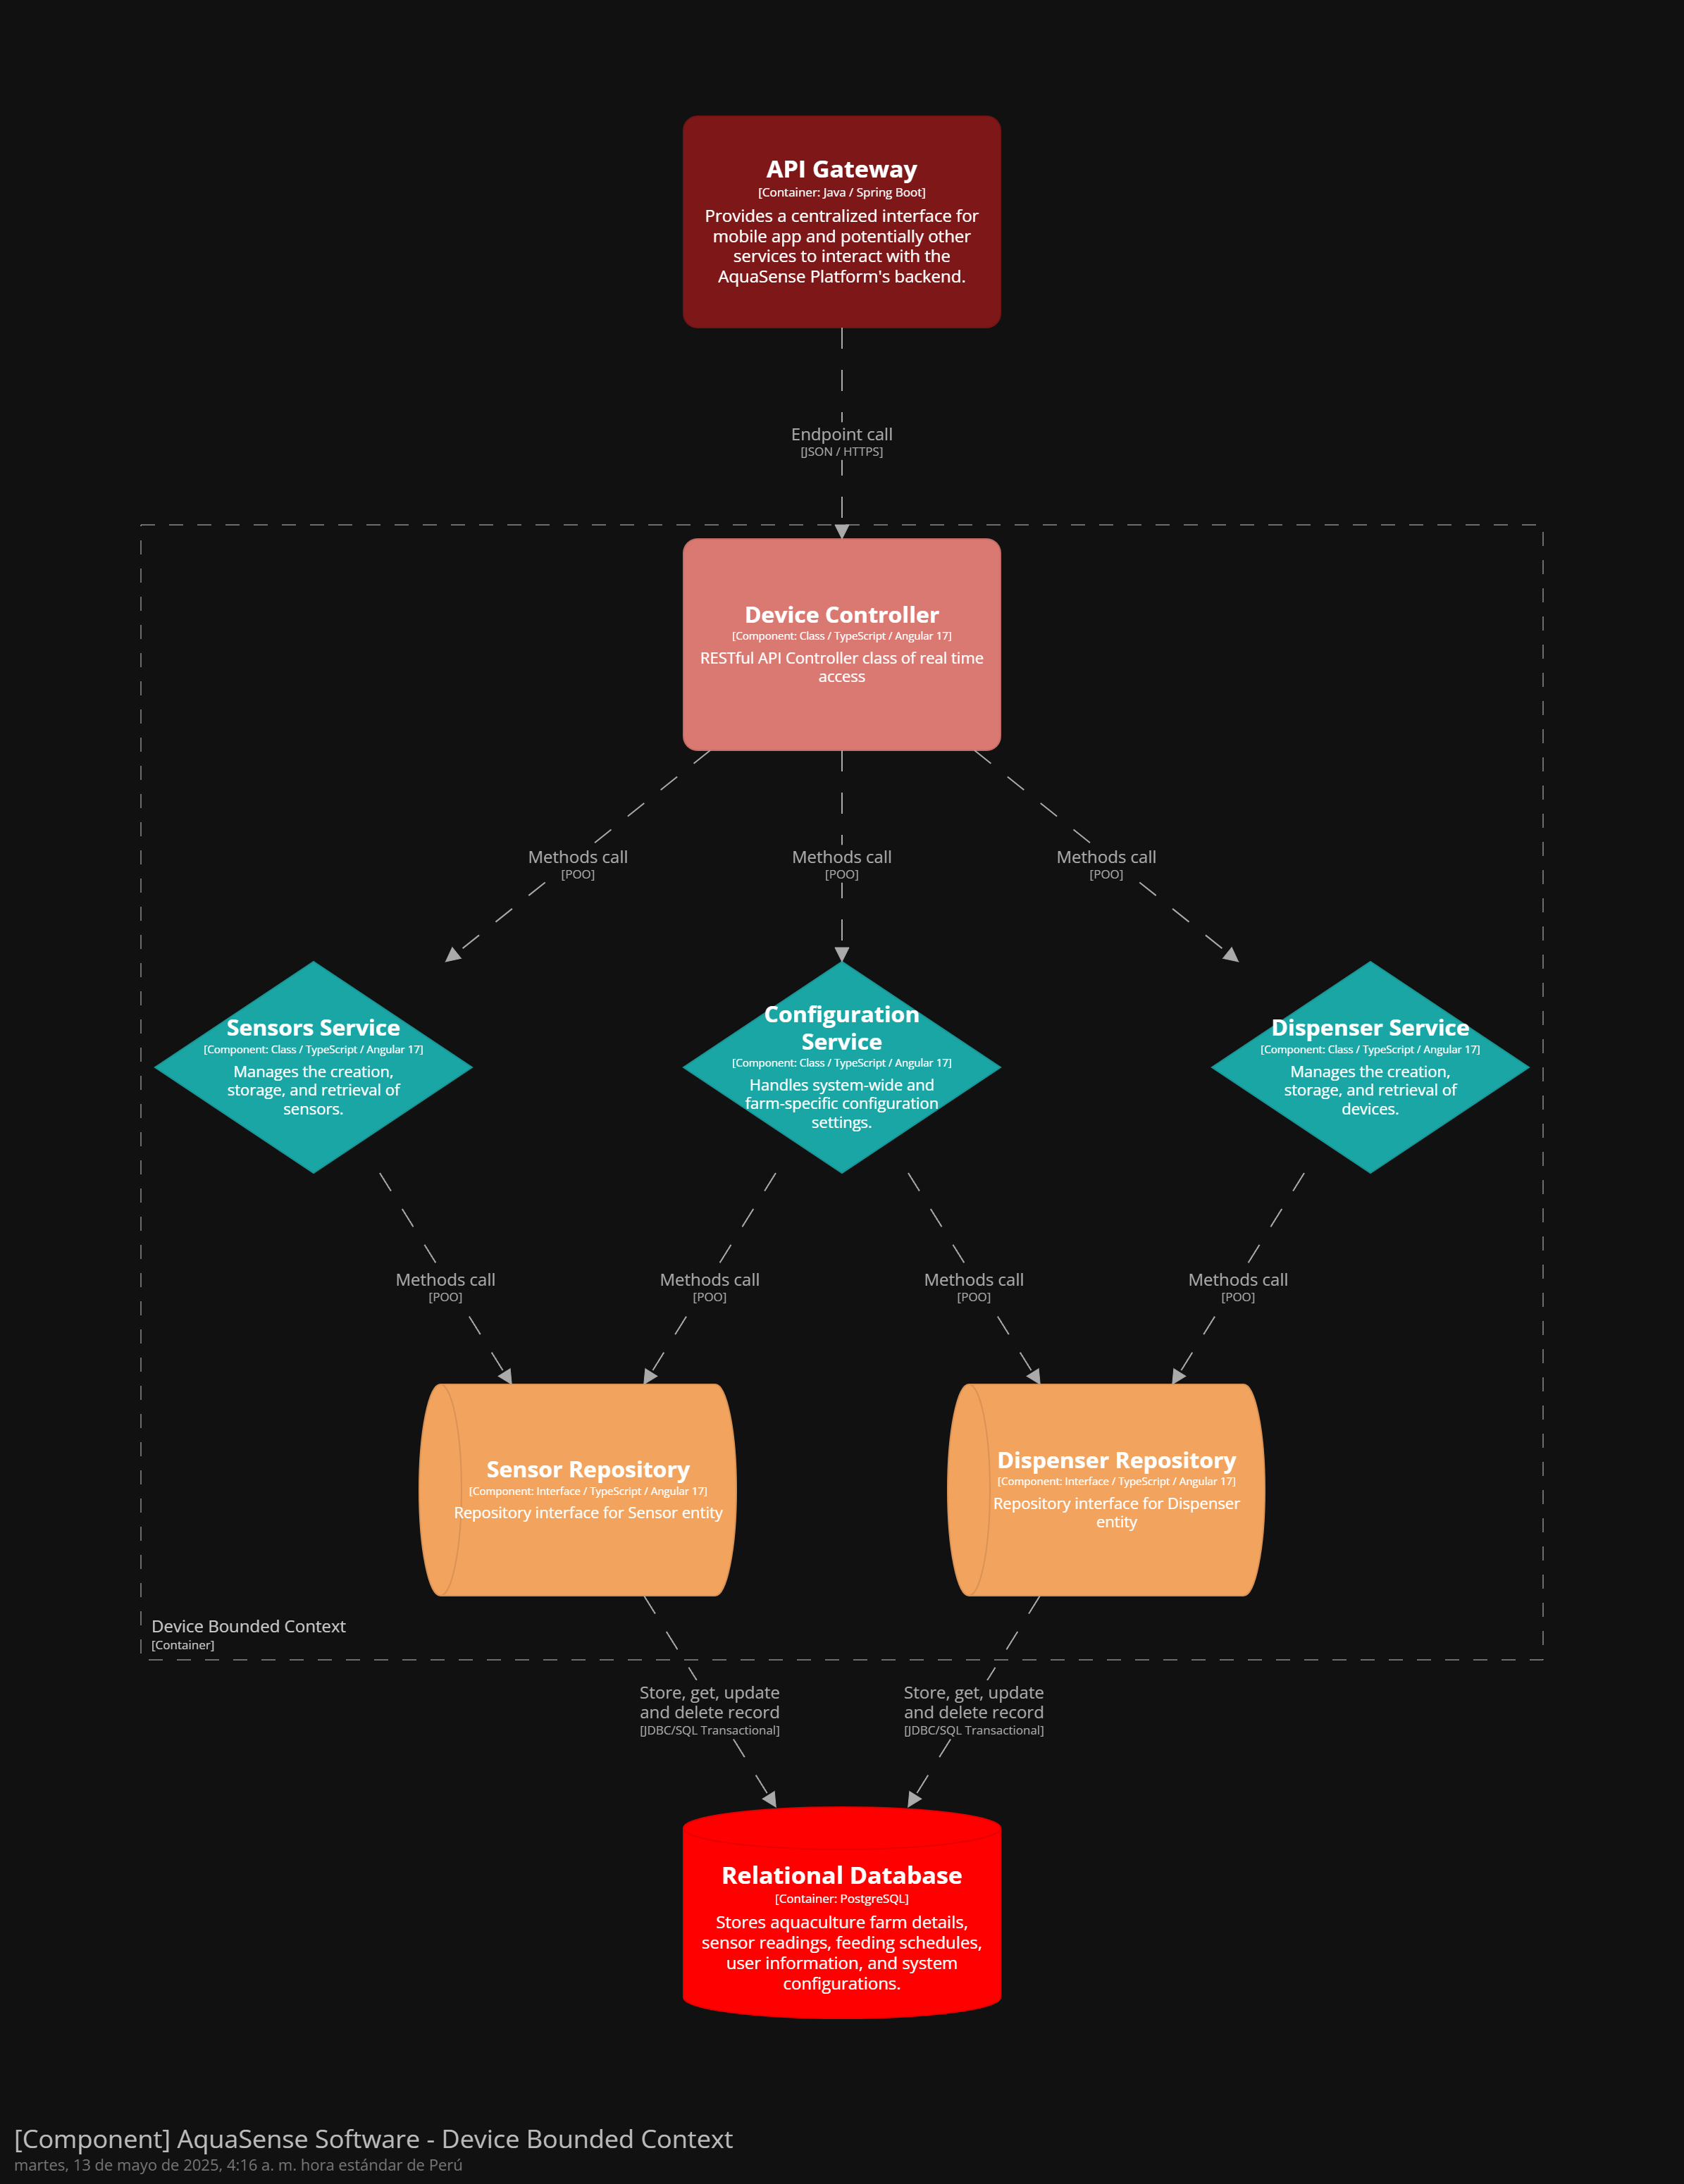 API Gateway
[Container: Java / Spring Boot]
Provides a centralized interface for
mobile app and potentially other
services to interact with the
AquaSense Platform's backend.
Endpoint call
[JSON / HTTPS]
Device Controller
[Component: Class / TypeScript / Angular 17]
RESTful API Controller class of real time
access
Methods call
[POO]
Methods call
[POO]
Methods call
[POO]
Sensors Service
[Component: Class / TypeScript / Angular 17]
Manages the creation,
storage, and retrieval of
sensors.
Configuration
Service
[Component: Class / TypeScript / Angular 17]
Handles system-wide and
farm-specific configuration
settings.
Dispenser Service
[Component: Class / TypeScript / Angular 17]
Manages the creation,
storage, and retrieval of
devices.
Methods call
[POO]
Methods call
[POO]
Methods call
[POO]
Methods call
[POO]
Sensor Repository
[Component: Interface / TypeScript / Angular 17]
Repository interface for Sensor entity
Dispenser Repository
[Component: Interface / TypeScript / Angular 17]
Repository interface for Dispenser
entity
Device Bounded Context
[Container]
Store, get, update
and delete record
[JDBC/SQL Transactional]
Store, get, update
and delete record
[JDBC/SQL Transactional]
Relational Database
[Container: PostgreSQL]
Stores aquaculture farm details,
sensor readings, feeding schedules,
user information, and system
configurations.
[Component] AquaSense Software - Device Bounded Context
martes, 13 de mayo de 2025, 4:16 a. m. hora estándar de Perú